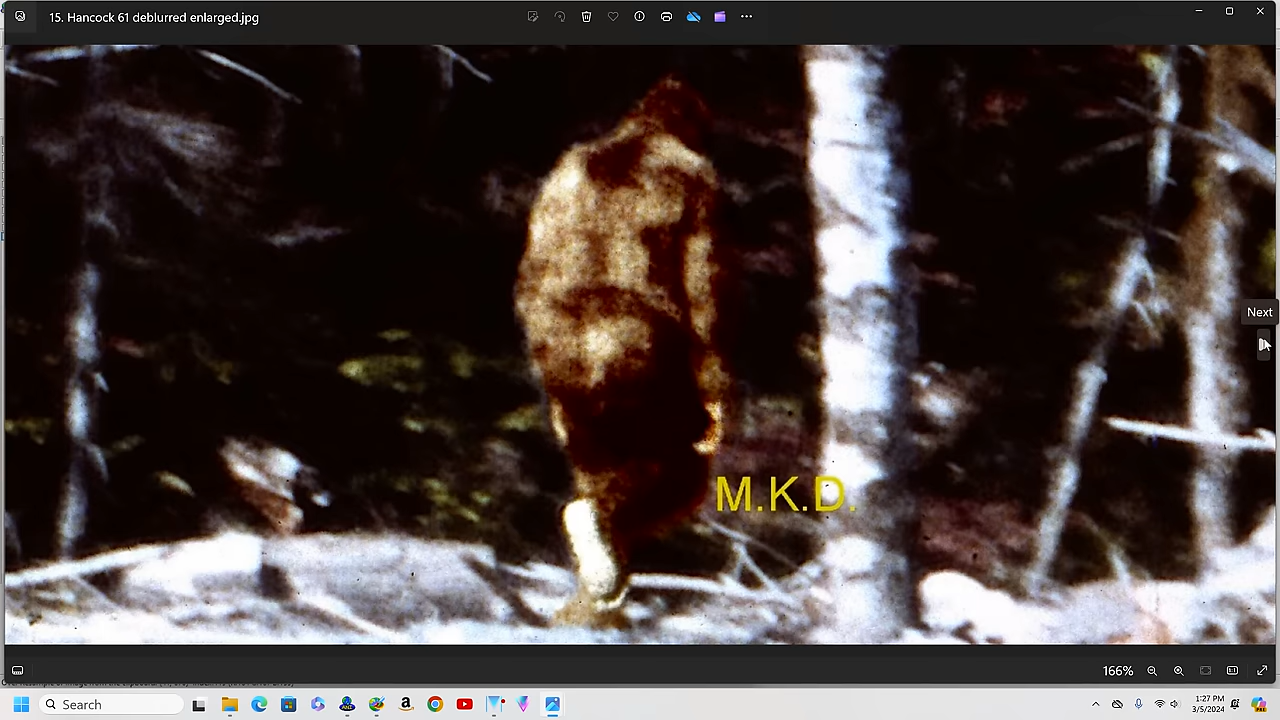 15. Hancock 61 deblurred enlarged.jpg
Next
M.K.D.
166%
Search
1:27 PM
3/5/2024